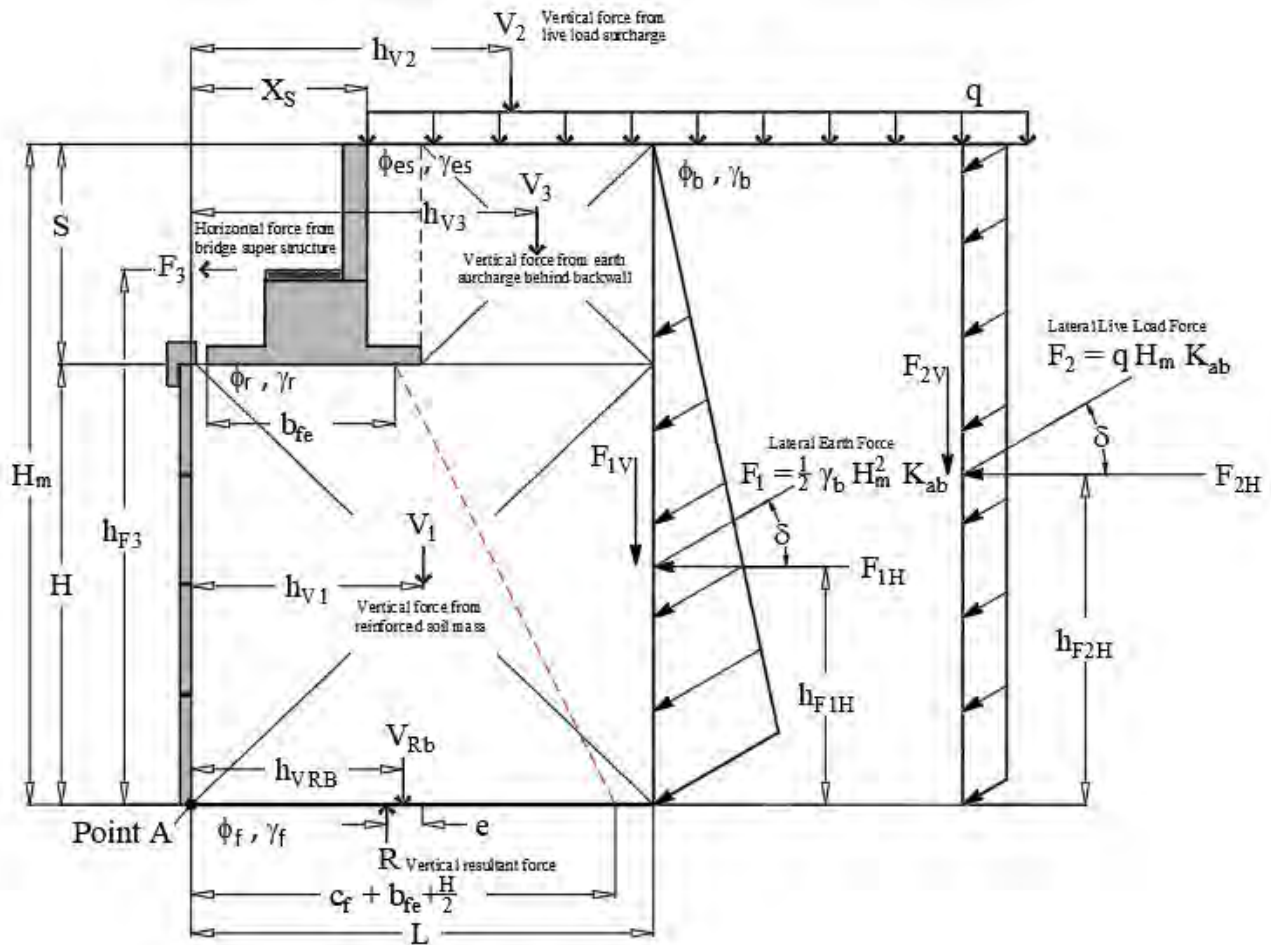 V2 Vertical force from
live load surcharge
hV2
XS
q
ϕes , γes
ϕb , γb
V3
S
hV3
Horizontal force from
bridge super structure
F3
Vertical force from earth
surcharge behind backwall
Lateral Live Load Force
F2 = q Hm Kab
F2V
δ
ϕr , γr
bfe
Lateral Earth Force
F1 = 1/2 γb Hm² Kab
F1V
F2H
Hm
hF3
V1
δ
H
hV1
F1H
Vertical force from
reinforced soil mass
hF2H
hF1H
VRb
hVRB
Point A
ϕf , γf
e
R Vertical resultant force
cf + bfe + H/2
L